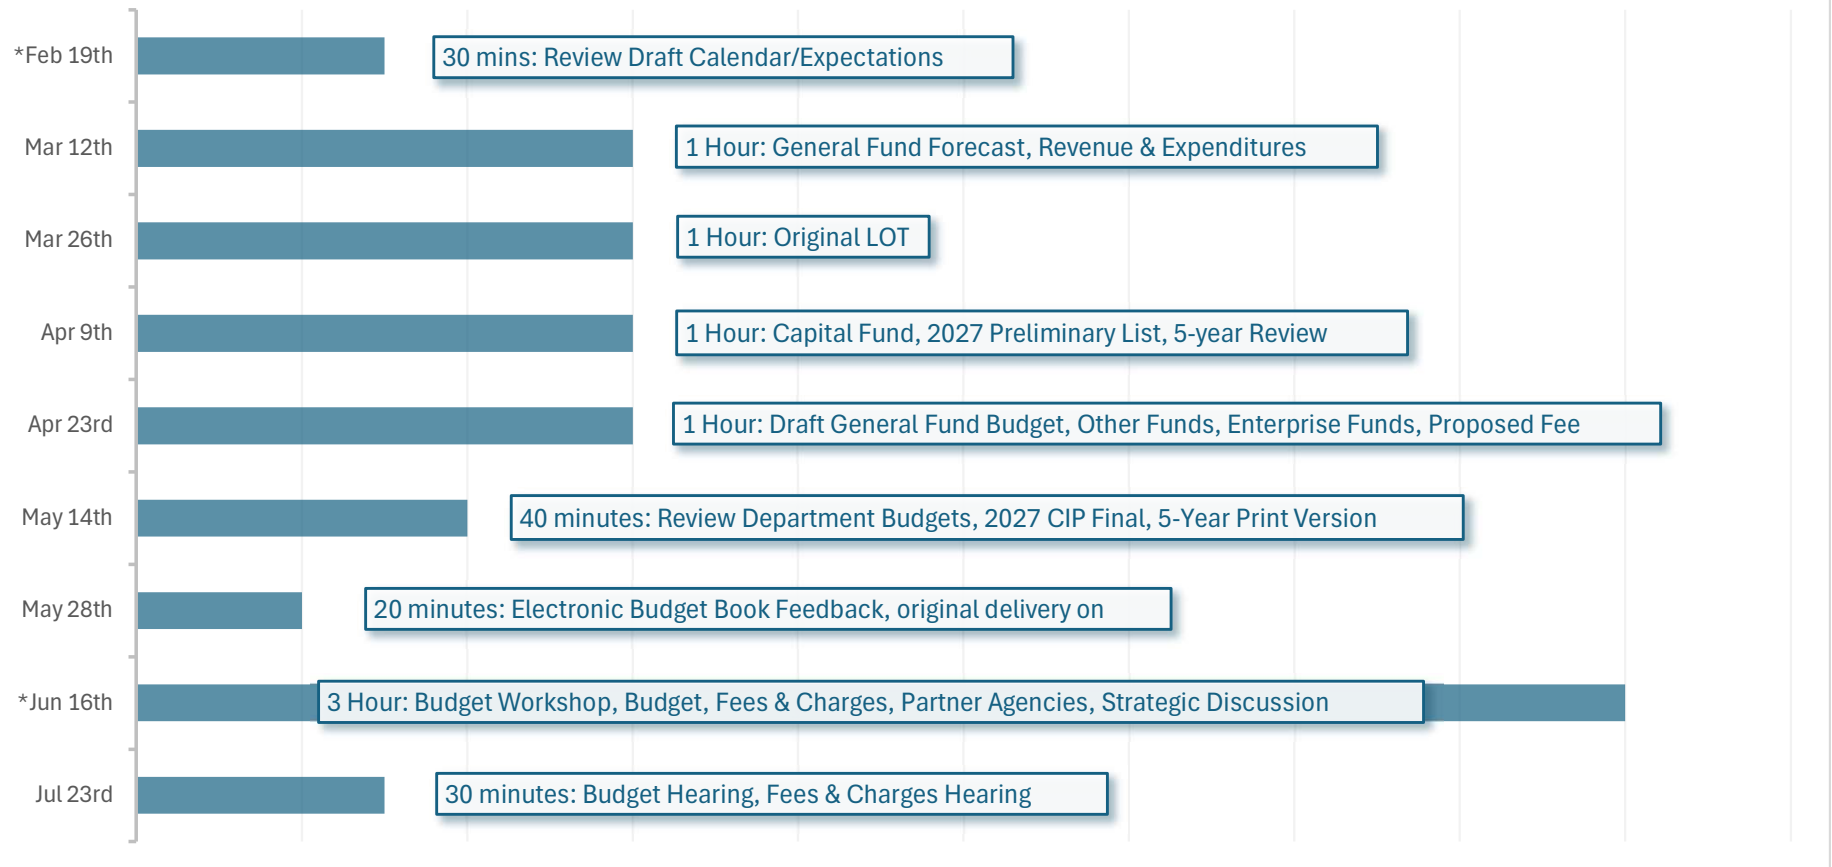 *Feb 19th 30 mins: Review Draft Calendar/Expectations
Mar 12th 1 Hour: General Fund Forecast, Revenue & Expenditures
Mar 26th 1 Hour: Original LOT
Apr 9th 1 Hour: Capital Fund, 2027 Preliminary List, 5-year Review
Apr 23rd 1 Hour: Draft General Fund Budget, Other Funds, Enterprise Funds, Proposed Fee
May 14th 40 minutes: Review Department Budgets, 2027 CIP Final, 5-Year Print Version
May 28th 20 minutes: Electronic Budget Book Feedback, original delivery on
*Jun 16th 3 Hour: Budget Workshop, Budget, Fees & Charges, Partner Agencies, Strategic Discussion
Jul 23rd 30 minutes: Budget Hearing, Fees & Charges Hearing